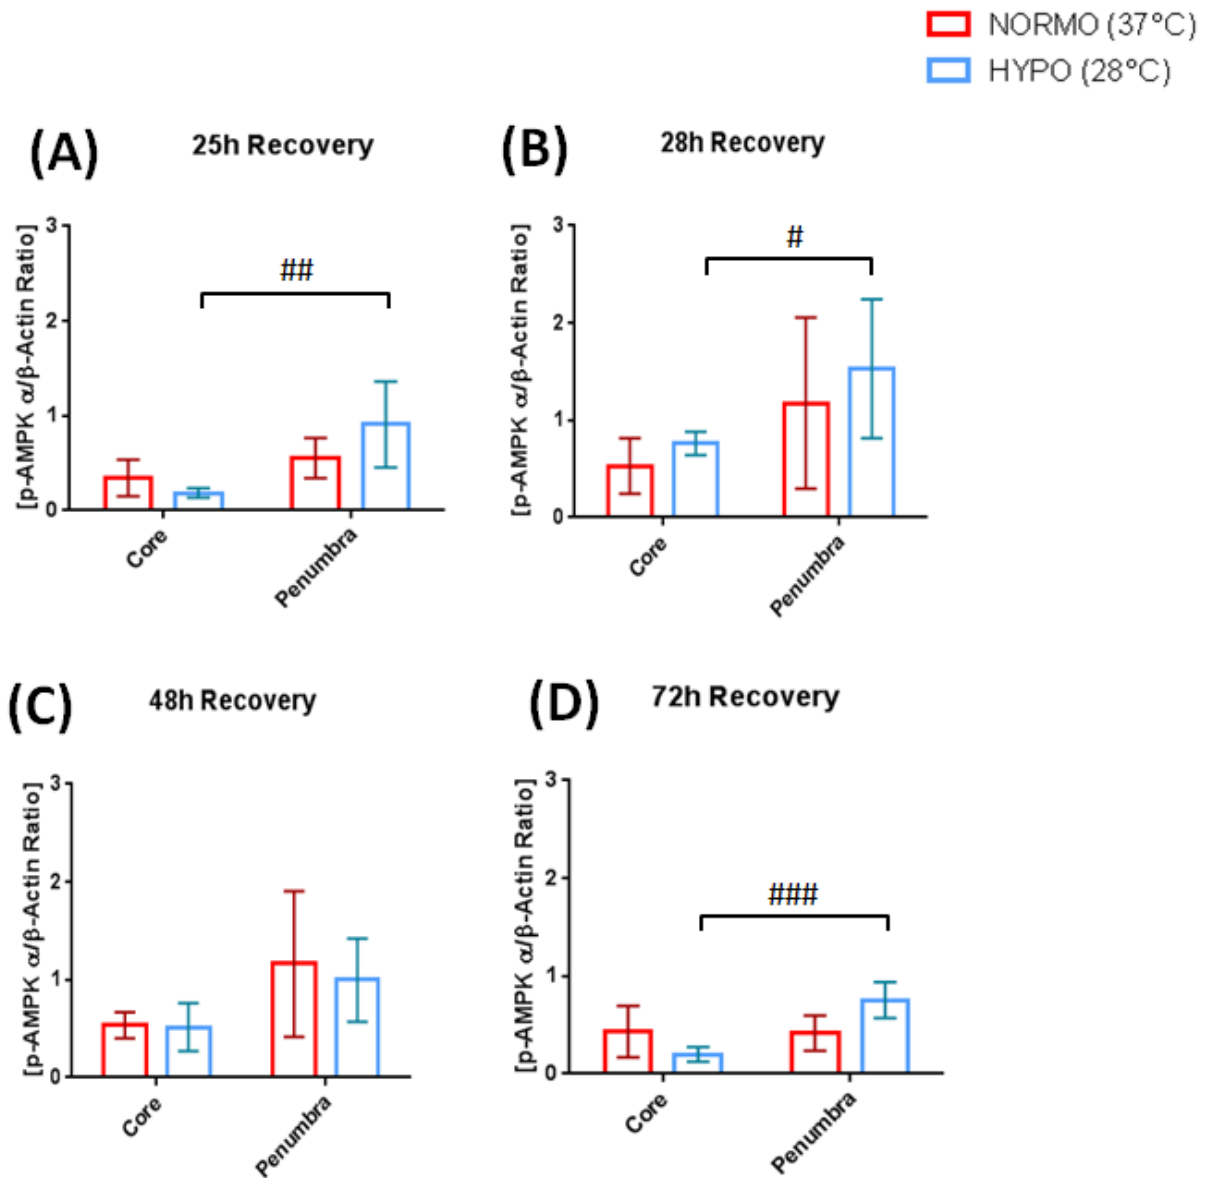 NORMO (37°C)
HYPO (28°C)
(A)
25h Recovery
[p-AMPK α/β-Actin Ratio]
3
2
1
0
##
Core
Penumbra
(B)
28h Recovery
[p-AMPK α/β-Actin Ratio]
3
2
1
0
#
Core
Penumbra
(C)
48h Recovery
[p-AMPK α/β-Actin Ratio]
3
2
1
0
Core
Penumbra
(D)
72h Recovery
[p-AMPK α/β-Actin Ratio]
3
2
1
0
###
Core
Penumbra